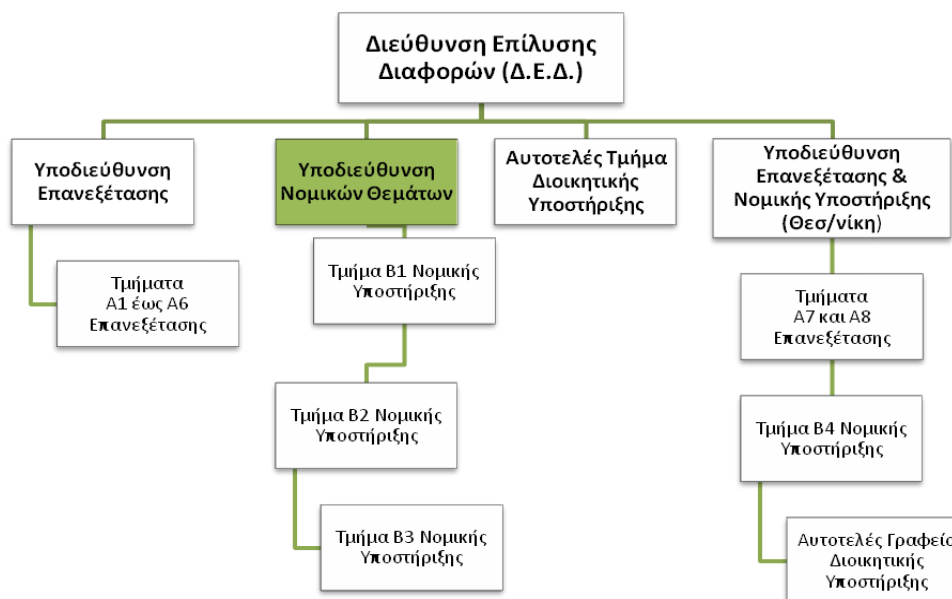 Διεύθυνση Επίλυσης
Διαφορών (Δ.Ε.Δ.)
Υποδιεύθυνση
Επανεξέτασης
Υποδιεύθυνση
Νομικών Θεμάτων
Αυτοτελές Τμήμα
Διοικητικής
Υποστήριξης
Υποδιεύθυνση
Επανεξέτασης &
Νομικής Υποστήριξης
(Θεσ/νίκη)
Τμήματα
Α1 έως Α6
Επανεξέτασης
Τμήμα Β1 Νομικής
Υποστήριξης
Τμήμα Β2 Νομικής
Υποστήριξης
Τμήμα Β3 Νομικής
Υποστήριξης
Τμήματα
Α7 και Α8
Επανεξέτασης
Τμήμα Β4 Νομικής
Υποστήριξης
Αυτοτελές Γραφείο
Διοικητικής
Υποστήριξης